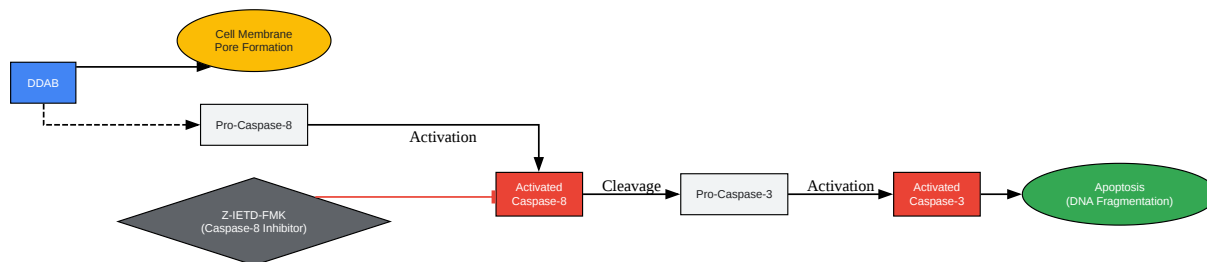 Cell Membrane
Pore Formation
DDAB
Pro-Caspase-8
Activation
Z-IETD-FMK
(Caspase-8 Inhibitor)
Activated
Caspase-8
Cleavage
Pro-Caspase-3
Activation
Activated
Caspase-3
Apoptosis
(DNA Fragmentation)